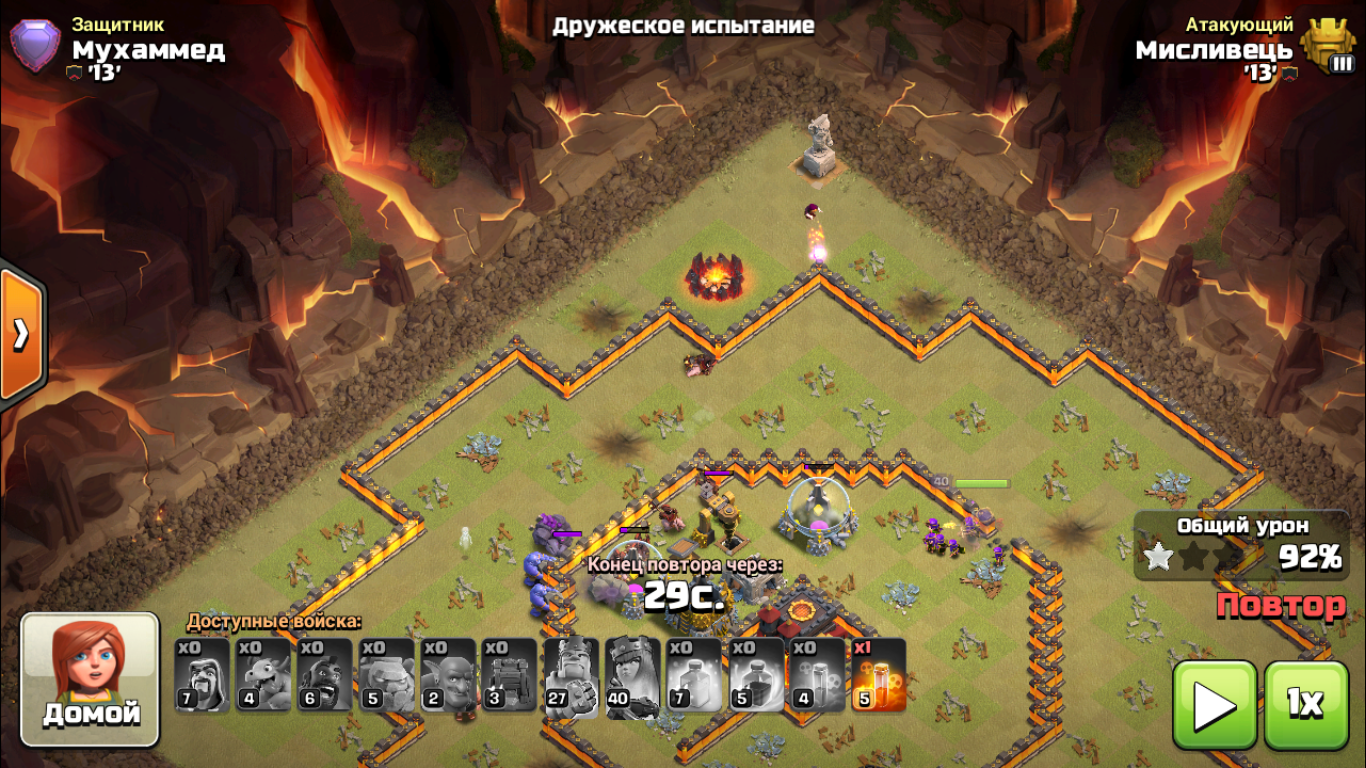 Защитник
Мухаммед
'13'
Дружеское испытание
Атакующий
Мисливець
'13'
III
40
Общий урон
92%
Повтор
Конец повтора через:
29с.
Доступные войска:
x0 x0 x0 x0 x0 x0 x0 x0 x0 x1
7 4 6 5 2 3 27 40 7 5 4 5
Домой
1x